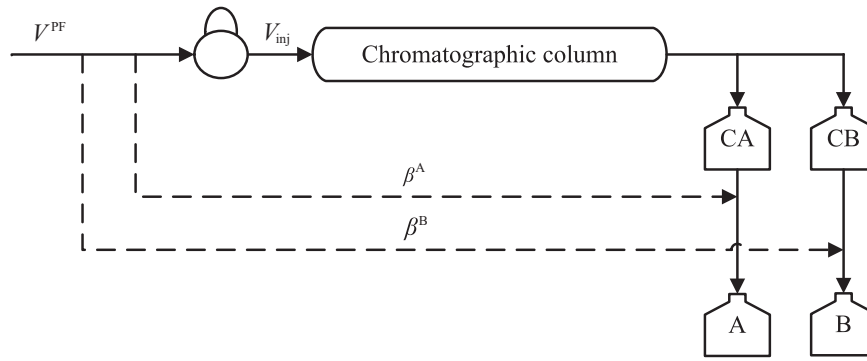 V^PF
V_inj
Chromatographic column
CA
CB
β^A
β^B
A
B